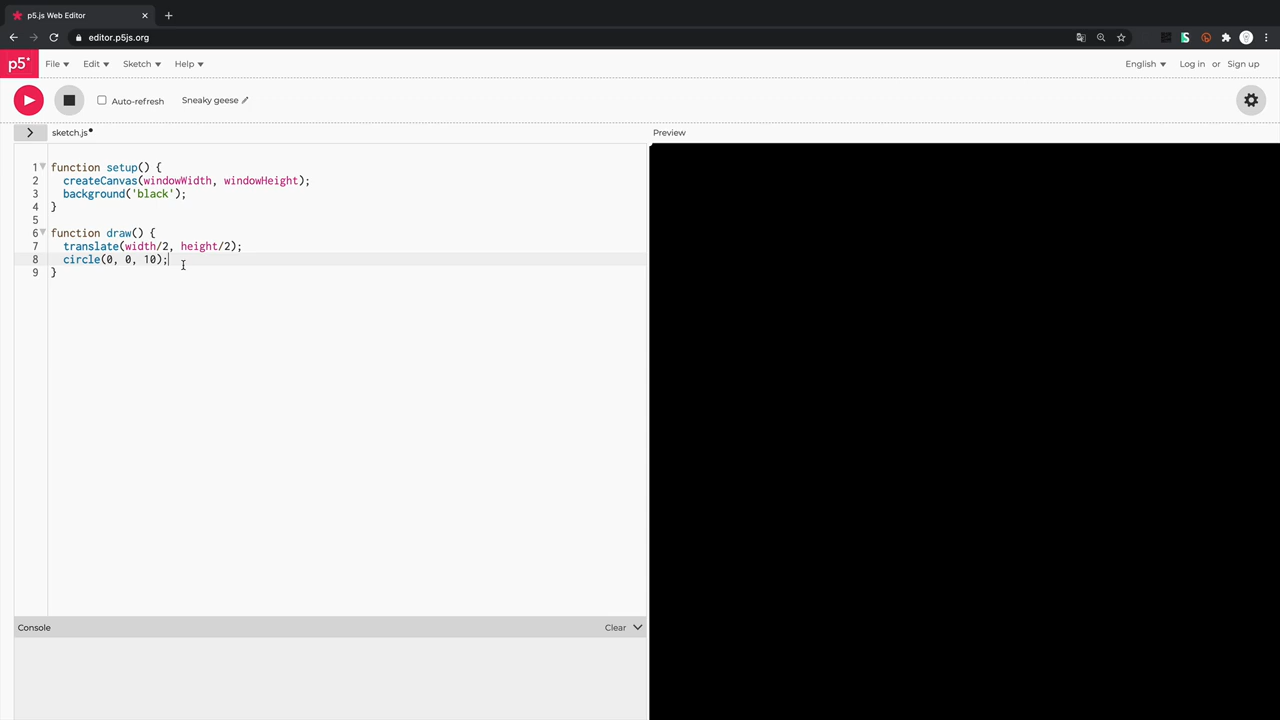 p5.js Web Editor
editor.p5js.org
p5* File Edit Sketch Help English Log in or Sign up
Auto-refresh Sneaky geese
sketch.js
Preview
1 function setup() {
2 createCanvas(windowWidth, windowHeight);
3 background('black');
4 }
5
6 function draw() {
7 translate(width/2, height/2);
8 circle(0, 0, 10);
9 }
Console Clear